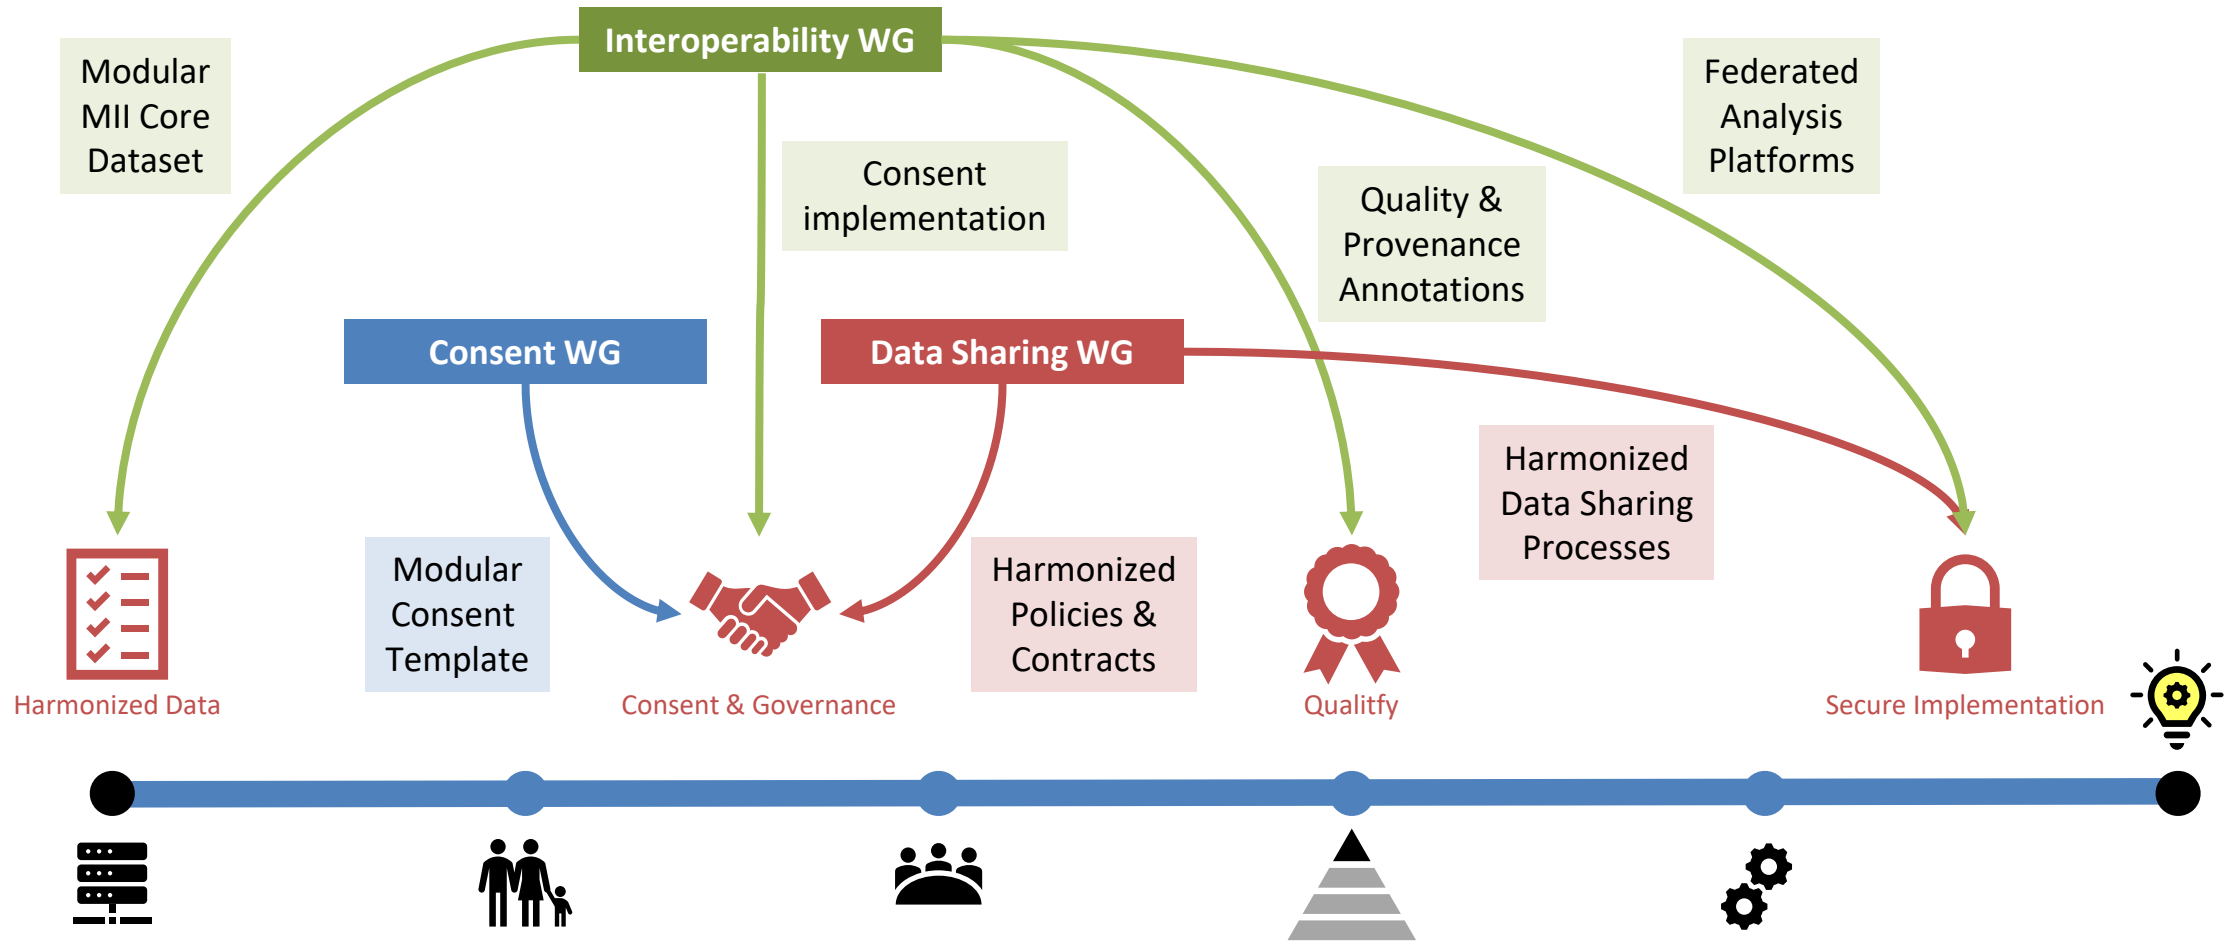 Interoperability WG
Modular
MII Core
Dataset
Consent
implementation
Quality &
Provenance
Annotations
Federated
Analysis
Platforms
Consent WG
Data Sharing WG
Modular
Consent
Template
Harmonized
Policies &
Contracts
Harmonized
Data Sharing
Processes
Harmonized Data
Consent & Governance
Qualitfy
Secure Implementation